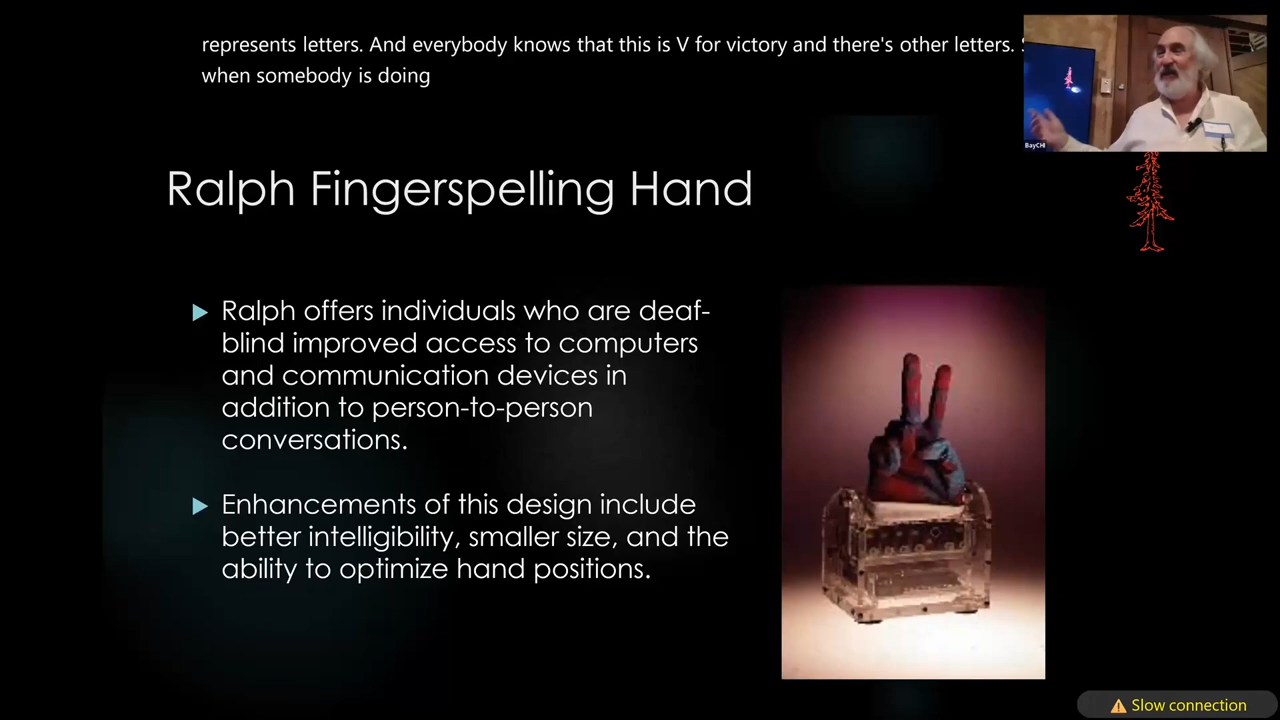 represents letters. And everybody knows that this is V for victory and there's other letters.
when somebody is doing
BayCHI
Ralph Fingerspelling Hand
▶ Ralph offers individuals who are deaf-
blind improved access to computers
and communication devices in
addition to person-to-person
conversations.
▶ Enhancements of this design include
better intelligibility, smaller size, and the
ability to optimize hand positions.
Slow connection